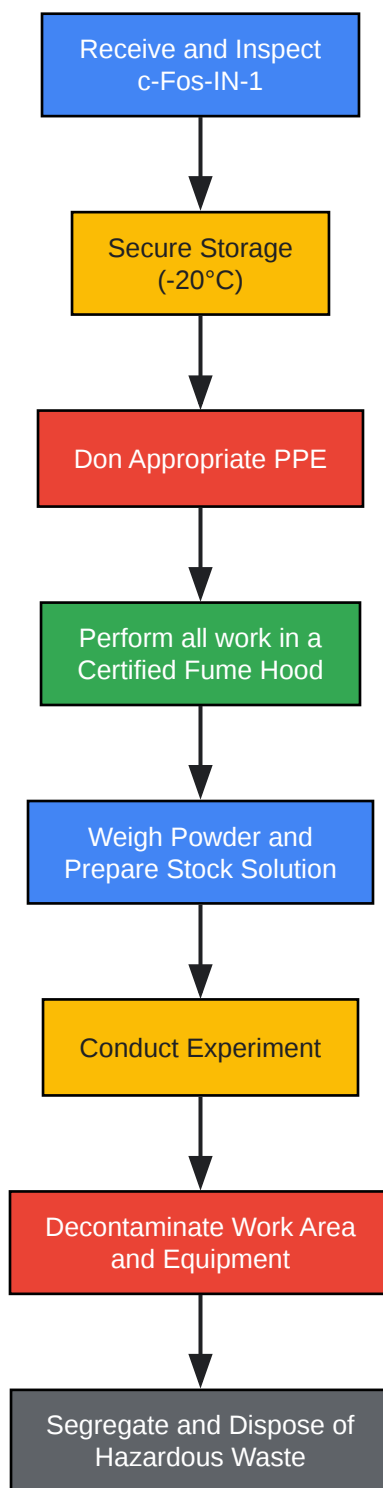 Receive and Inspect
c-Fos-IN-1
Secure Storage
(-20°C)
Don Appropriate PPE
Perform all work in a
Certified Fume Hood
Weigh Powder and
Prepare Stock Solution
Conduct Experiment
Decontaminate Work Area
and Equipment
Segregate and Dispose of
Hazardous Waste